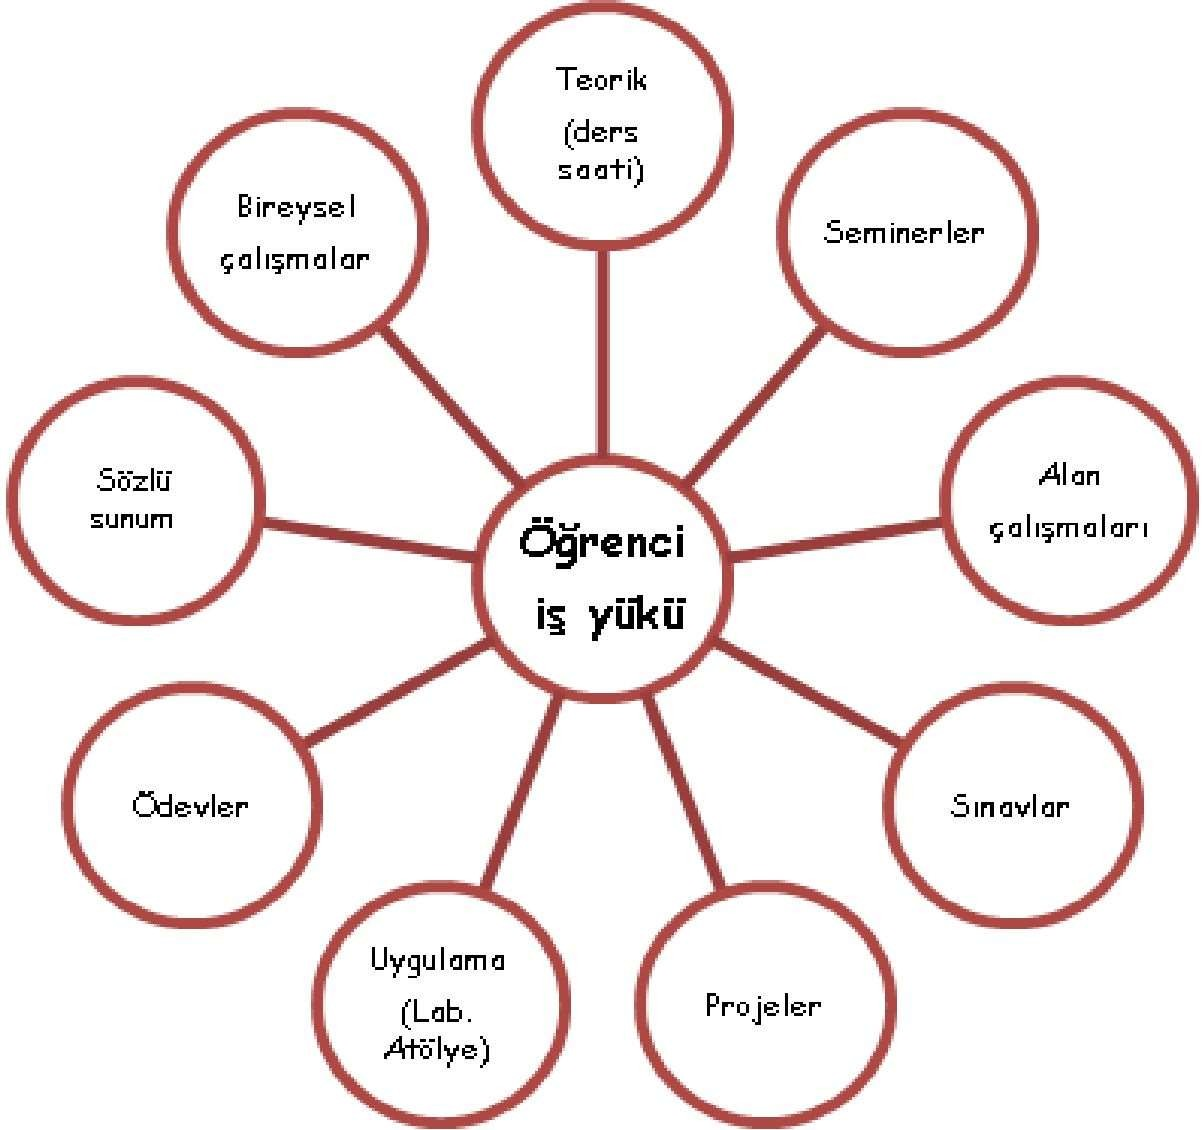 Teorik
(ders
saati)
Seminerler
Alan
çalışmaları
Sınavlar
Projeler
Uygulama
(Lab.
Atölye)
Ödevler
Sözlü
sunum
Bireysel
çalışmalar
Öğrenci
iş yükü